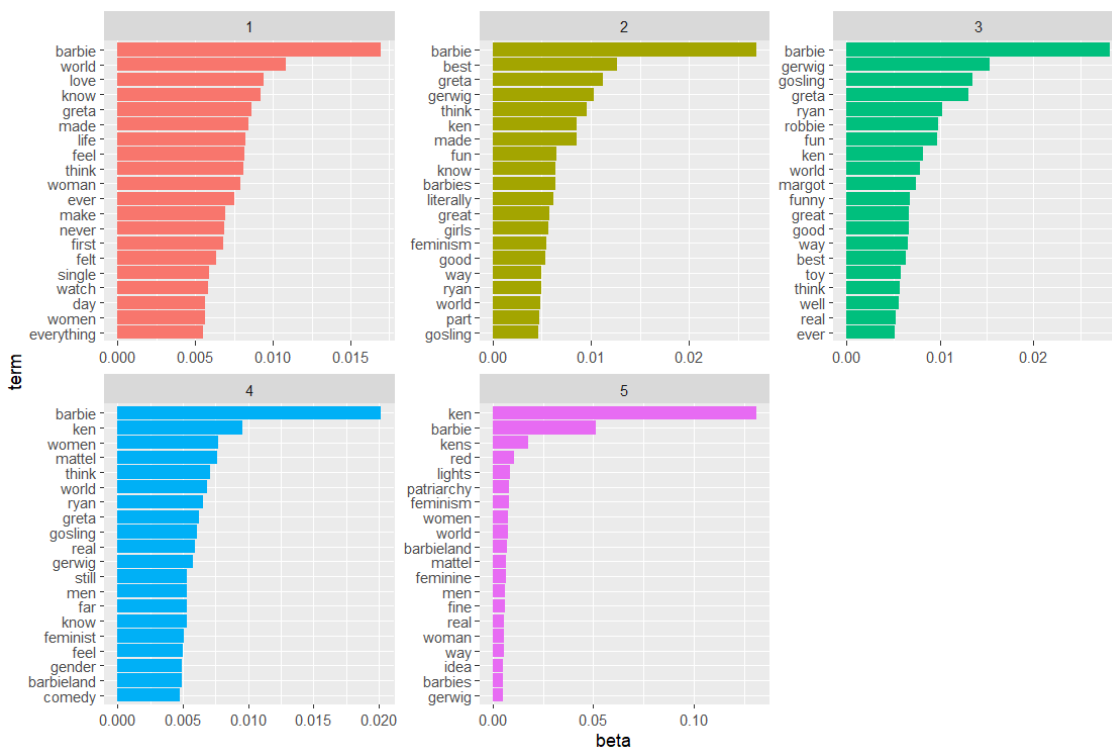 1
barbie
world
love
know
greta
made
life
feel
think
woman
ever
make
never
first
felt
single
watch
day
women
everything
0.000 0.005 0.010 0.015
2
barbie
best
greta
gerwig
think
ken
made
fun
know
barbies
literally
great
girls
feminism
good
way
ryan
world
part
gosling
0.00 0.01 0.02
3
barbie
gerwig
gosling
greta
ryan
robbie
fun
ken
world
margot
funny
great
good
way
best
toy
think
well
real
ever
0.00 0.01 0.02
term
4
barbie
ken
women
mattel
think
world
ryan
greta
gosling
real
gerwig
still
men
far
know
feminist
feel
gender
barbieland
comedy
0.000 0.005 0.010 0.015 0.020
5
ken
barbie
kens
red
lights
patriarchy
feminism
women
world
barbieland
mattel
feminine
men
fine
real
woman
way
idea
barbies
gerwig
0.00 0.05 0.10
beta